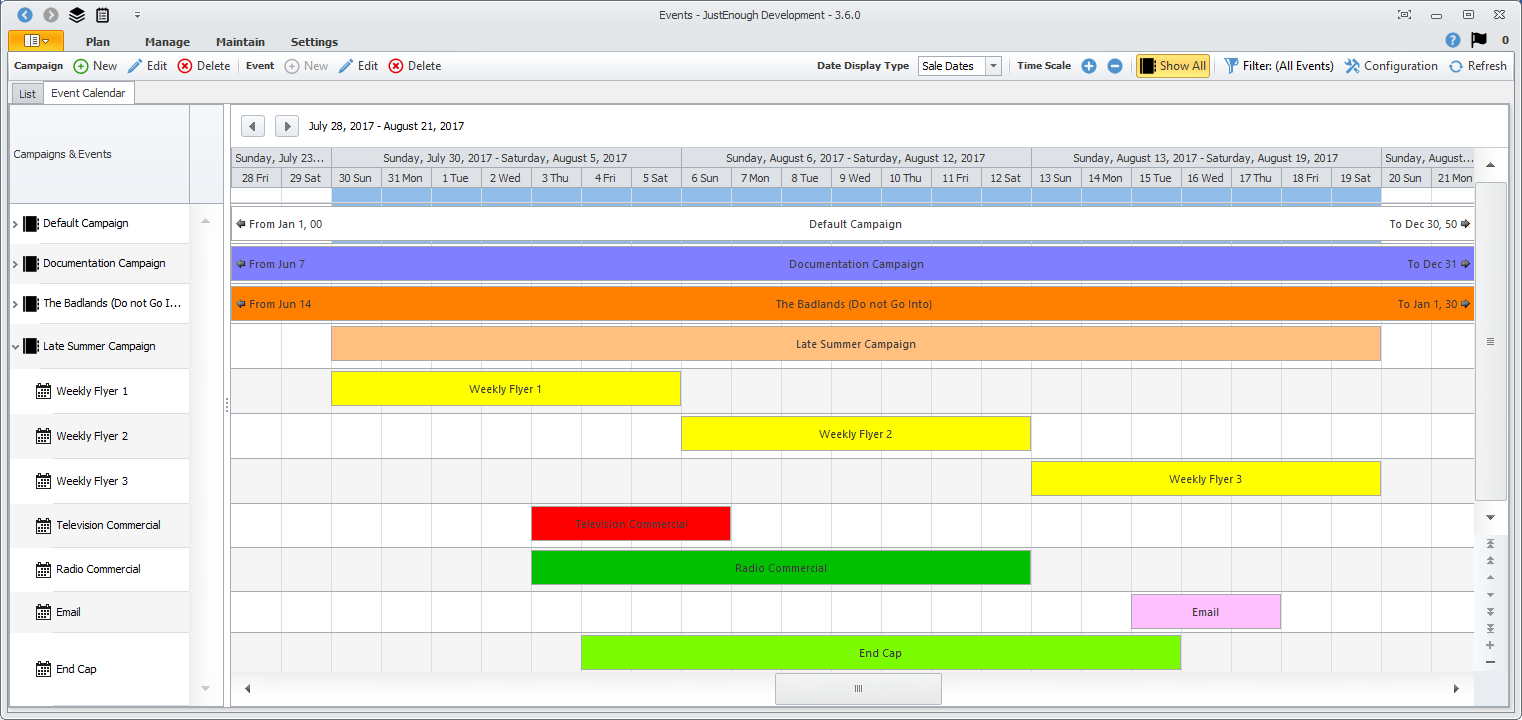 Events - JustEnough Development - 3.6.0
Plan Manage Maintain Settings
0
Campaign New Edit Delete Event New Edit Delete Date Display Type Sale Dates Time Scale Show All Filter: (All Events) Configuration Refresh
List Event Calendar
July 28, 2017 - August 21, 2017
Campaigns & Events
Sunday, July 23... Sunday, July 30, 2017 - Saturday, August 5, 2017 Sunday, August 6, 2017 - Saturday, August 12, 2017 Sunday, August 13, 2017 - Saturday, August 19, 2017 Sunday, August...
28 Fri 29 Sat 30 Sun 31 Mon 1 Tue 2 Wed 3 Thu 4 Fri 5 Sat 6 Sun 7 Mon 8 Tue 9 Wed 10 Thu 11 Fri 12 Sat 13 Sun 14 Mon 15 Tue 16 Wed 17 Thu 18 Fri 19 Sat 20 Sun 21 Mon
Default Campaign From Jan 1, 00 Default Campaign To Dec 30, 50
Documentation Campaign From Jun 7 Documentation Campaign To Dec 31
The Badlands (Do not Go I... From Jun 14 The Badlands (Do not Go Into) To Jan 1, 30
Late Summer Campaign Late Summer Campaign
Weekly Flyer 1 Weekly Flyer 1
Weekly Flyer 2 Weekly Flyer 2
Weekly Flyer 3 Weekly Flyer 3
Television Commercial Television Commercial
Radio Commercial Radio Commercial
Email Email
End Cap End Cap